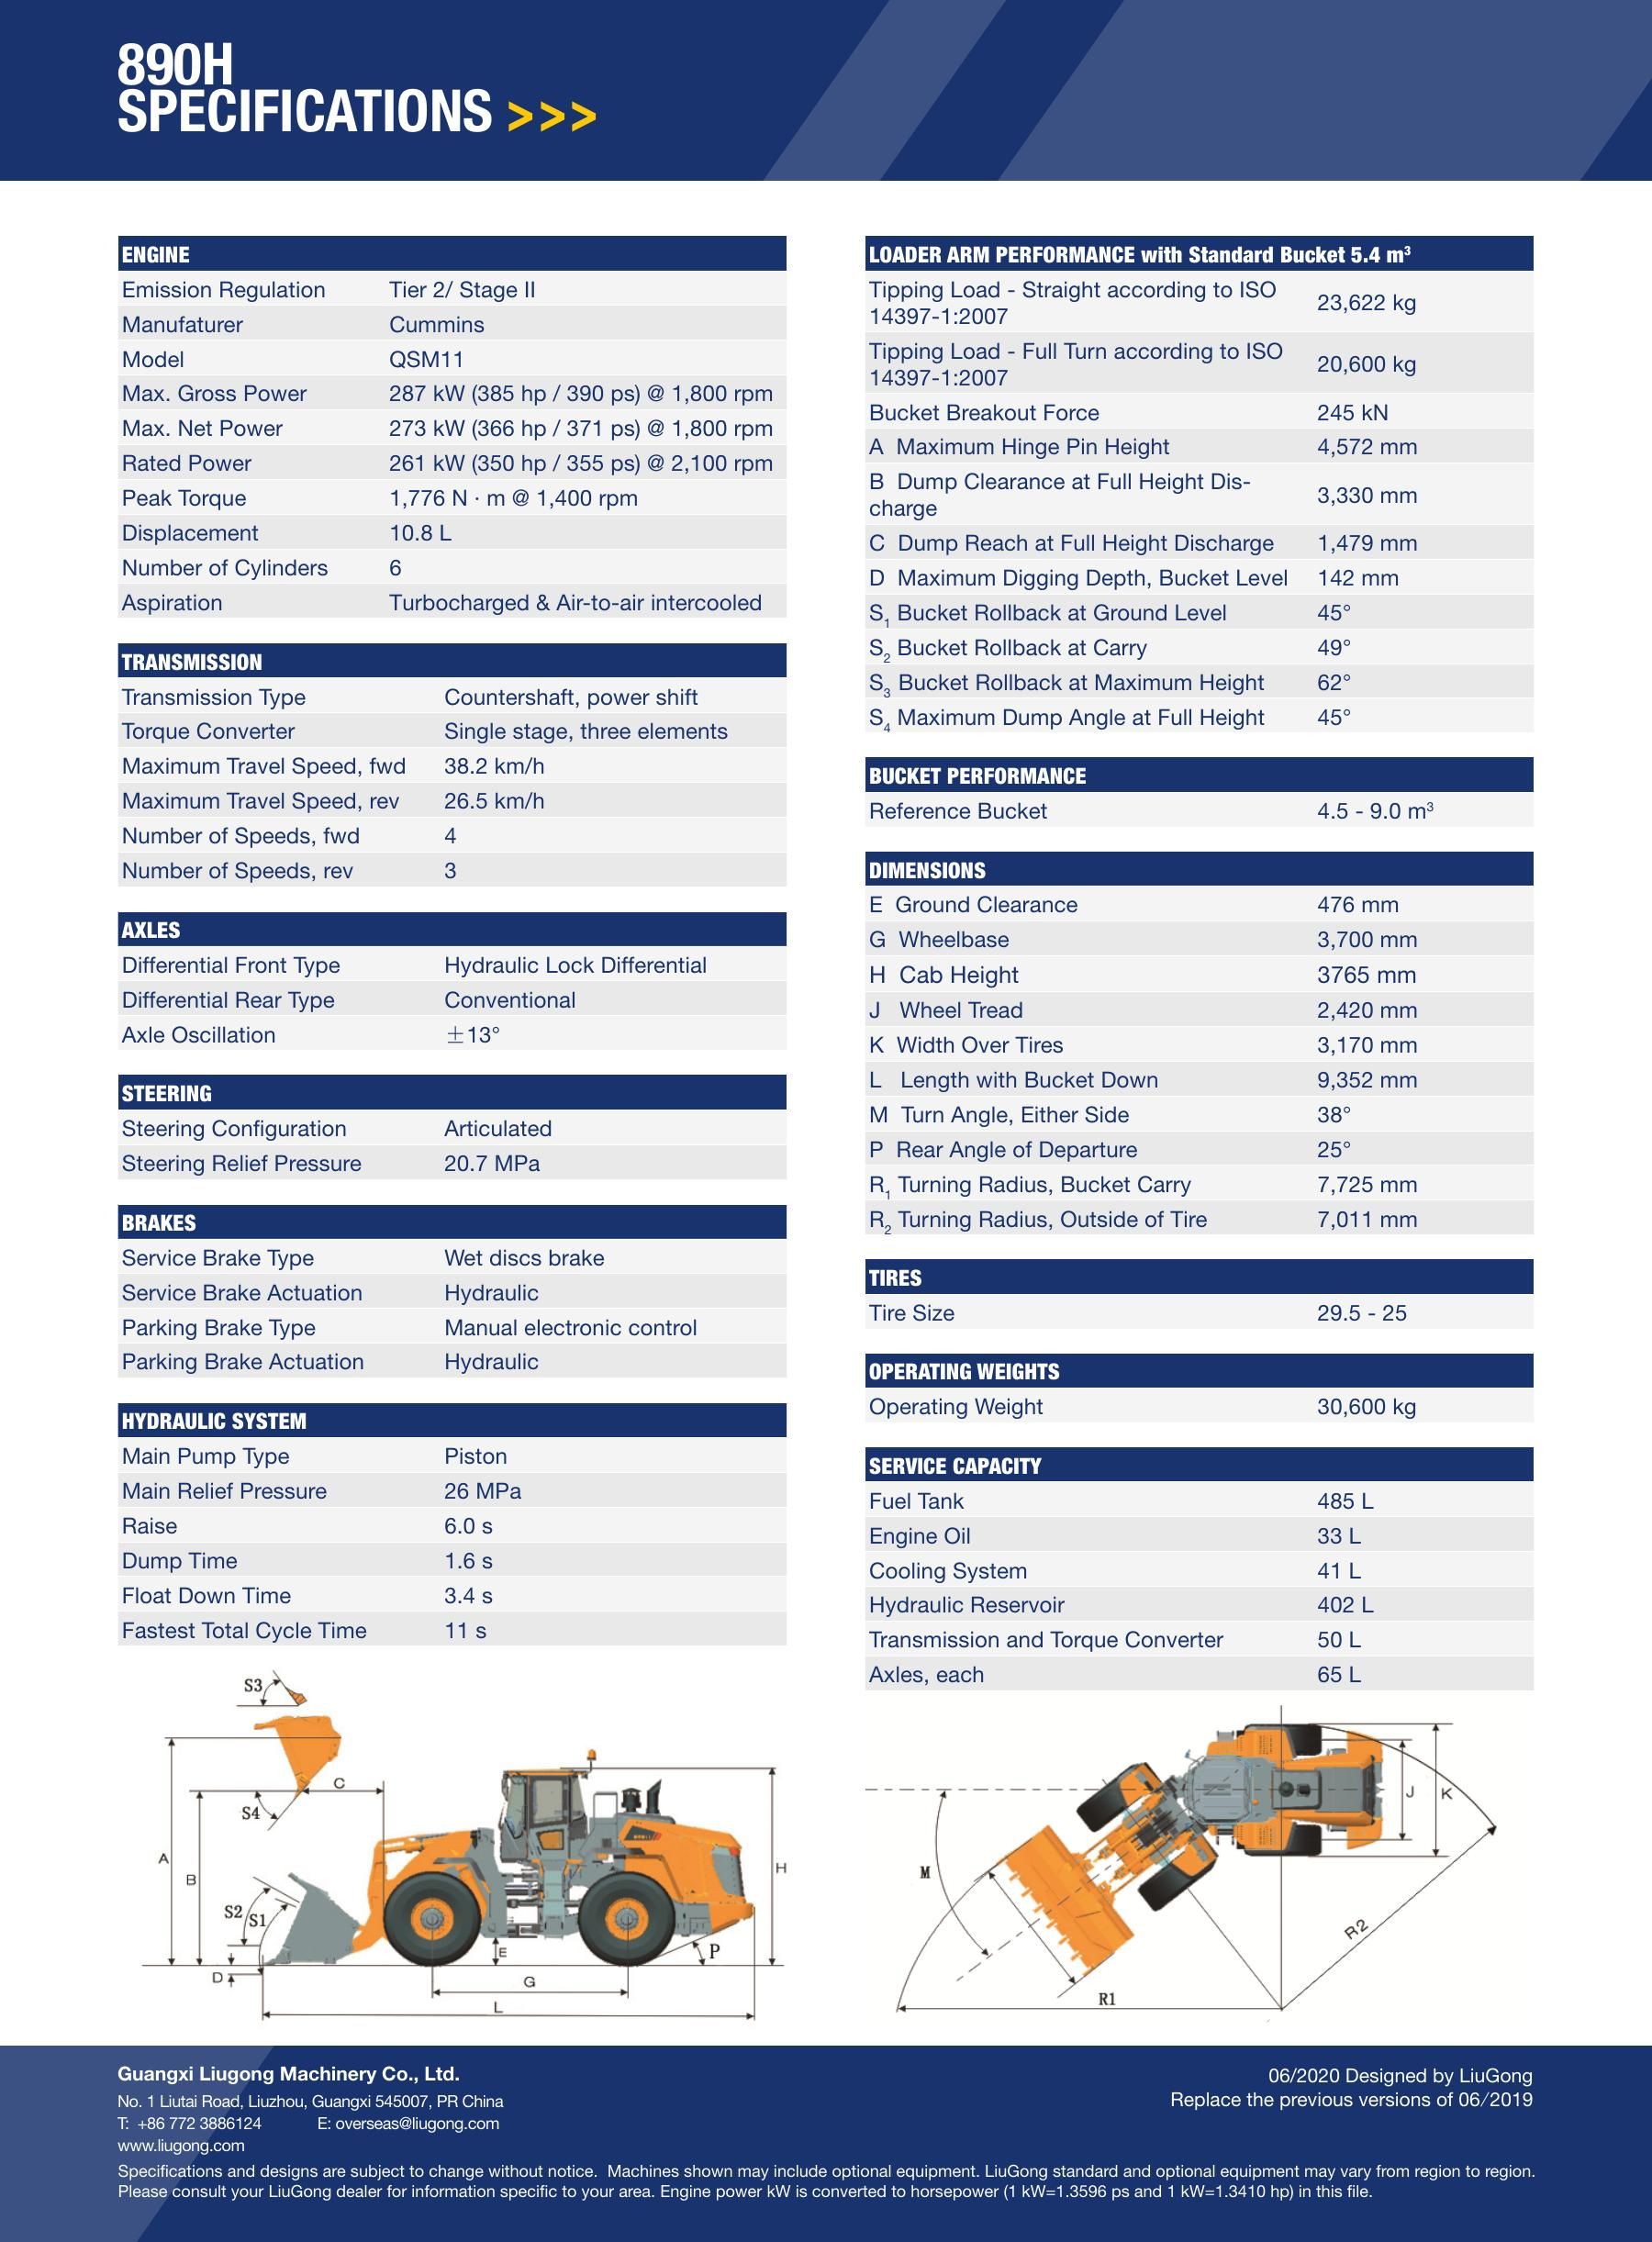 890H
SPECIFICATIONS >>>
ENGINE
Emission Regulation Tier 2/ Stage II
Manufaturer Cummins
Model QSM11
Max. Gross Power 287 kW (385 hp / 390 ps) @ 1,800 rpm
Max. Net Power 273 kW (366 hp / 371 ps) @ 1,800 rpm
Rated Power 261 kW (350 hp / 355 ps) @ 2,100 rpm
Peak Torque 1,776 N · m @ 1,400 rpm
Displacement 10.8 L
Number of Cylinders 6
Aspiration Turbocharged & Air-to-air intercooled
TRANSMISSION
Transmission Type Countershaft, power shift
Torque Converter Single stage, three elements
Maximum Travel Speed, fwd 38.2 km/h
Maximum Travel Speed, rev 26.5 km/h
Number of Speeds, fwd 4
Number of Speeds, rev 3
AXLES
Differential Front Type Hydraulic Lock Differential
Differential Rear Type Conventional
Axle Oscillation ±13°
STEERING
Steering Configuration Articulated
Steering Relief Pressure 20.7 MPa
BRAKES
Service Brake Type Wet discs brake
Service Brake Actuation Hydraulic
Parking Brake Type Manual electronic control
Parking Brake Actuation Hydraulic
HYDRAULIC SYSTEM
Main Pump Type Piston
Main Relief Pressure 26 MPa
Raise 6.0 s
Dump Time 1.6 s
Float Down Time 3.4 s
Fastest Total Cycle Time 11 s
LOADER ARM PERFORMANCE with Standard Bucket 5.4 m³
Tipping Load - Straight according to ISO
14397-1:2007 23,622 kg
Tipping Load - Full Turn according to ISO
14397-1:2007 20,600 kg
Bucket Breakout Force 245 kN
A Maximum Hinge Pin Height 4,572 mm
B Dump Clearance at Full Height Dis-
charge 3,330 mm
C Dump Reach at Full Height Discharge 1,479 mm
D Maximum Digging Depth, Bucket Level 142 mm
S₁ Bucket Rollback at Ground Level 45°
S₂ Bucket Rollback at Carry 49°
S₃ Bucket Rollback at Maximum Height 62°
S₄ Maximum Dump Angle at Full Height 45°
BUCKET PERFORMANCE
Reference Bucket 4.5 - 9.0 m³
DIMENSIONS
E Ground Clearance 476 mm
G Wheelbase 3,700 mm
H Cab Height 3765 mm
J Wheel Tread 2,420 mm
K Width Over Tires 3,170 mm
L Length with Bucket Down 9,352 mm
M Turn Angle, Either Side 38°
P Rear Angle of Departure 25°
R₁ Turning Radius, Bucket Carry 7,725 mm
R₂ Turning Radius, Outside of Tire 7,011 mm
TIRES
Tire Size 29.5 - 25
OPERATING WEIGHTS
Operating Weight 30,600 kg
SERVICE CAPACITY
Fuel Tank 485 L
Engine Oil 33 L
Cooling System 41 L
Hydraulic Reservoir 402 L
Transmission and Torque Converter 50 L
Axles, each 65 L
S3
C
S4
A
B
H
S2
S1
E
P
D
G
L
J
K
M
R2
R1
Guangxi Liugong Machinery Co., Ltd.
No. 1 Liutai Road, Liuzhou, Guangxi 545007, PR China
T: +86 772 3886124 E: overseas@liugong.com
www.liugong.com
06/2020 Designed by LiuGong
Replace the previous versions of 06/2019
Specifications and designs are subject to change without notice. Machines shown may include optional equipment. LiuGong standard and optional equipment may vary from region to region.
Please consult your LiuGong dealer for information specific to your area. Engine power kW is converted to horsepower (1 kW=1.3596 ps and 1 kW=1.3410 hp) in this file.